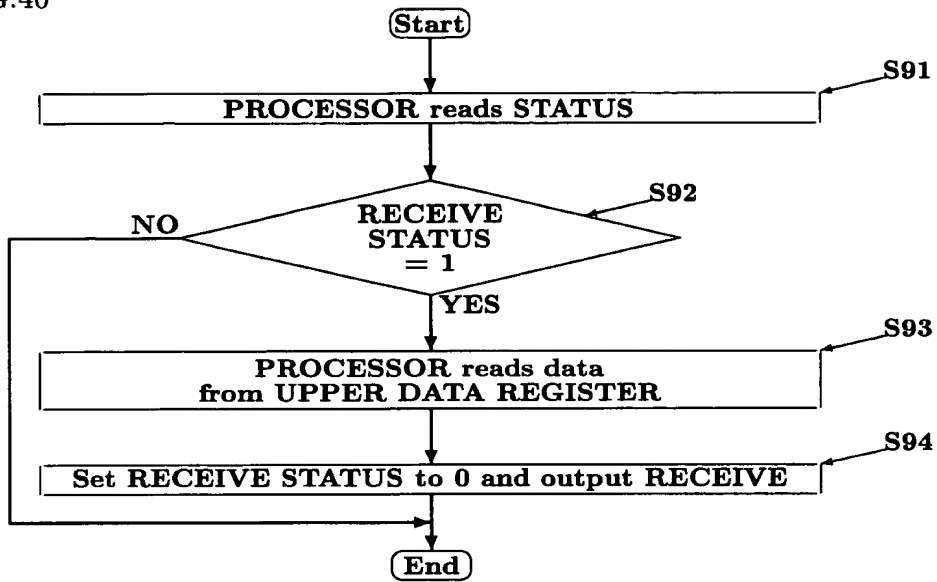 Start
S91
PROCESSOR reads STATUS
S92
NO
RECEIVE
STATUS
= 1
YES
S93
PROCESSOR reads data
from UPPER DATA REGISTER
S94
Set RECEIVE STATUS to 0 and output RECEIVE
End